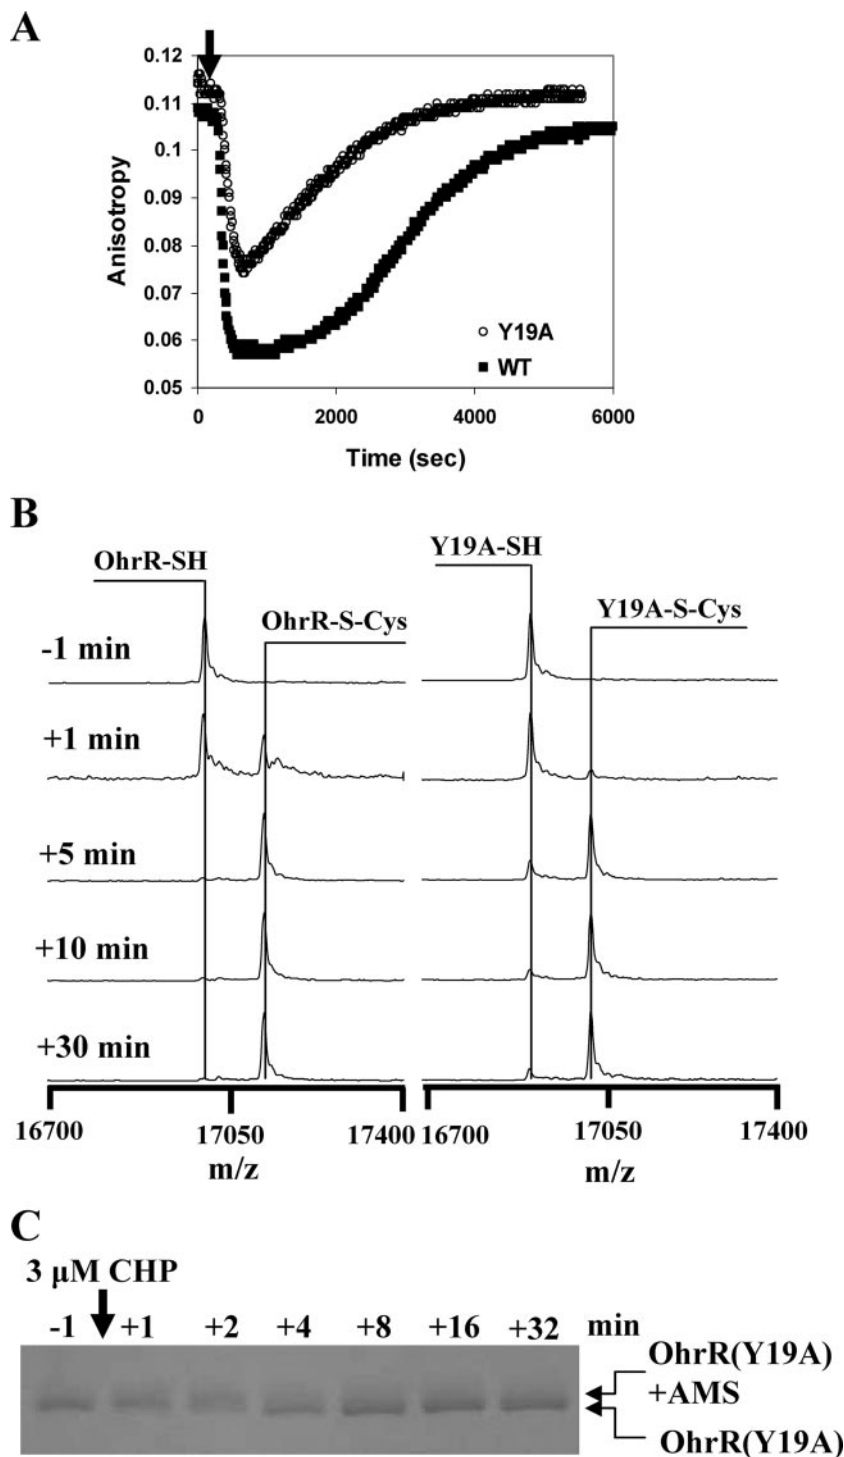 A
0.12
0.11
0.1
0.09
0.08
0.07
0.06
0.05
Anisotropy
Y19A
WT
0 2000 4000 6000
Time (sec)
B
OhrR-SH
OhrR-S-Cys
Y19A-SH
Y19A-S-Cys
-1 min
+1 min
+5 min
+10 min
+30 min
16700 17050 17400 16700 17050 17400
m/z m/z
C
3 μM CHP
-1 +1 +2 +4 +8 +16 +32 min
OhrR(Y19A)
+AMS
OhrR(Y19A)